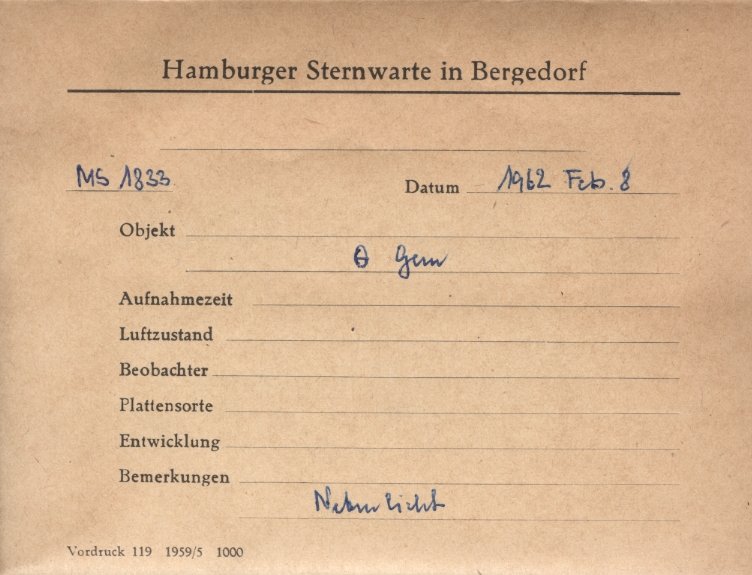 Hamburger Sternwarte in Bergedorf
MS 1833 Datum 1962 Feb. 8
Objekt
θ Gem
Aufnahmezeit
Luftzustand
Beobachter
Plattensorte
Entwicklung
Bemerkungen
Nebenlicht
Vordruck 119 1959/5 1000